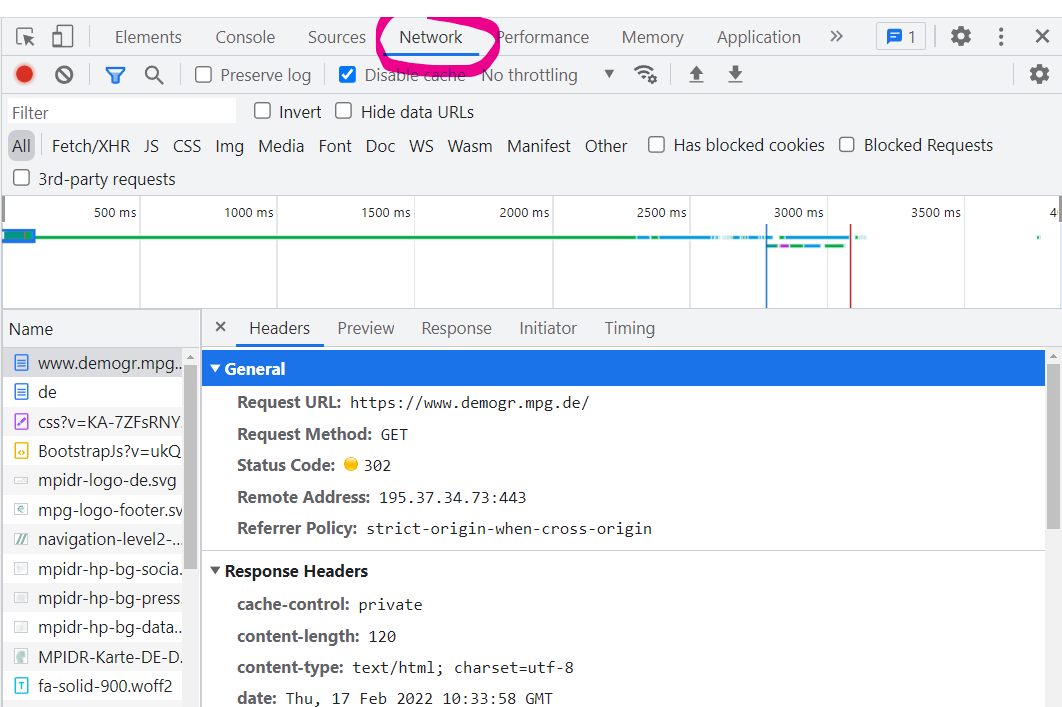 Elements Console Sources Network Performance Memory Application » 1
Preserve log Disable cache No throttling
Filter Invert Hide data URLs
All Fetch/XHR JS CSS Img Media Font Doc WS Wasm Manifest Other Has blocked cookies Blocked Requests
3rd-party requests
500 ms 1000 ms 1500 ms 2000 ms 2500 ms 3000 ms 3500 ms 4
Name
www.demogr.mpg...
de
css?v=KA-7ZFsRNY
BootstrapJs?v=ukQ
mpidr-logo-de.svg
mpg-logo-footer.sv
navigation-level2-...
mpidr-hp-bg-socia.
mpidr-hp-bg-press
mpidr-hp-bg-data...
MPIDR-Karte-DE-D.
fa-solid-900.woff2
Headers Preview Response Initiator Timing
General
Request URL: https://www.demogr.mpg.de/
Request Method: GET
Status Code: 302
Remote Address: 195.37.34.73:443
Referrer Policy: strict-origin-when-cross-origin
Response Headers
cache-control: private
content-length: 120
content-type: text/html; charset=utf-8
date: Thu, 17 Feb 2022 10:33:58 GMT